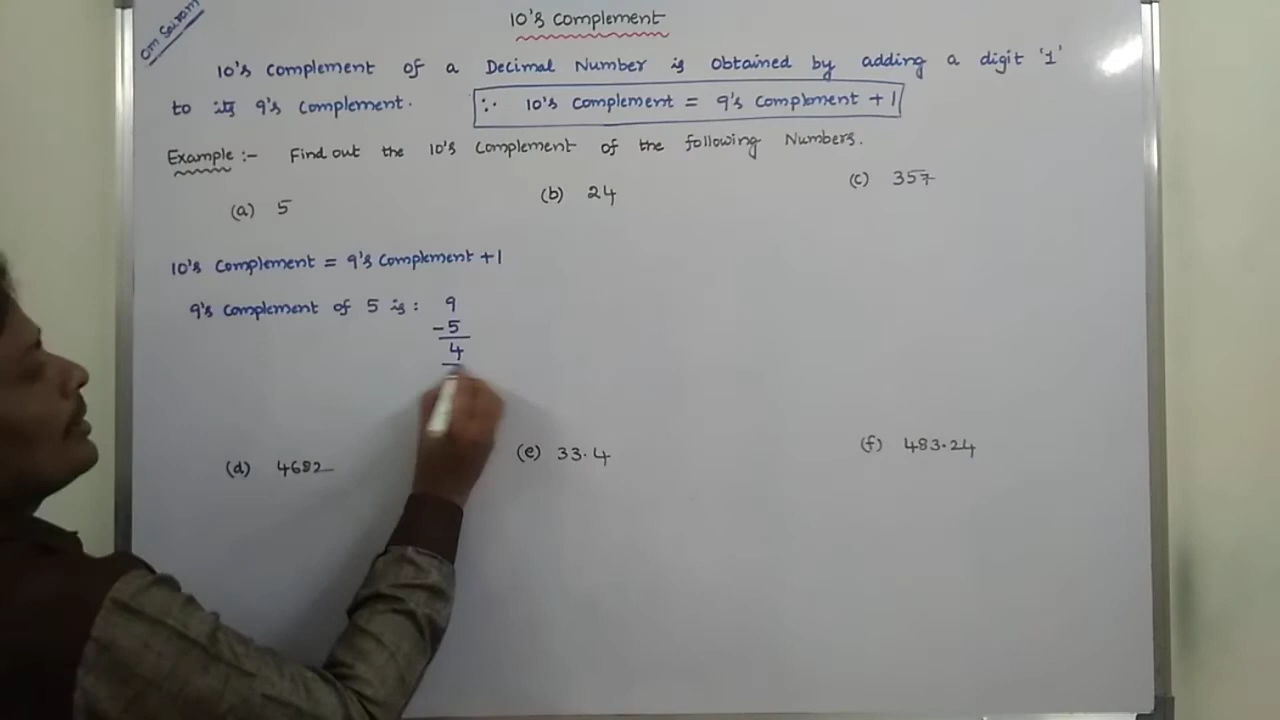 Om Sairam
10's complement
10's complement of a Decimal Number is obtained by adding a digit '1'
to its 9's complement. ∵ 10's complement = 9's complement + 1
Example :- Find out the 10's complement of the following Numbers.
(a) 5 (b) 24 (c) 357
10's complement = 9's complement + 1
9's complement of 5 is : 9
-5
4
(d) 4682 (e) 33.4 (f) 483.24